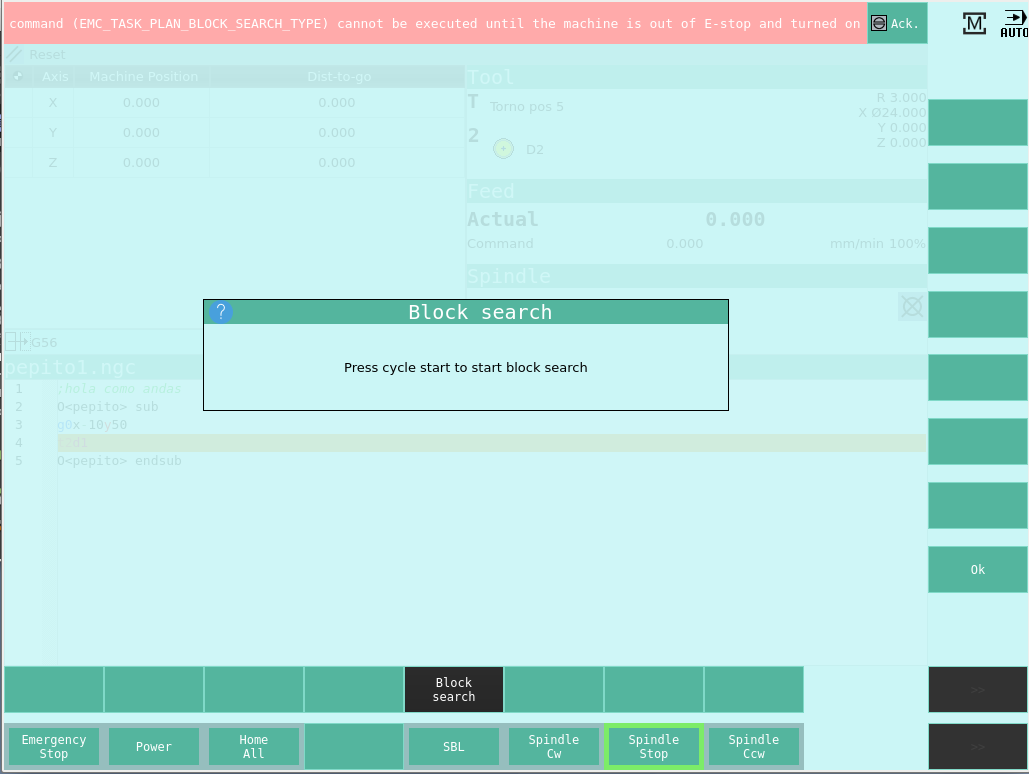 command (EMC_TASK_PLAN_BLOCK_SEARCH_TYPE) cannot be executed until the machine is out of E-stop and turned on
Ack.
M
AUTO
Reset
Axis Machine Position Dist-to-go
X 0.000 0.000
Y 0.000 0.000
Z 0.000 0.000
Tool
T Torno pos 5
2 D2
R 3.000
X Ø24.000
Y 0.000
Z 0.000
Feed
Actual 0.000
Command 0.000 mm/min 100%
Spindle
? Block search
Press cycle start to start block search
G56
pepito1.ngc
1 ;hola como andas
2 O<pepito> sub
3 g0x-10y50
4
5 O<pepito> endsub
Ok
Block
search
>>
Emergency
Stop
Power
Home
All
SBL
Spindle
Cw
Spindle
Stop
Spindle
Ccw
>>